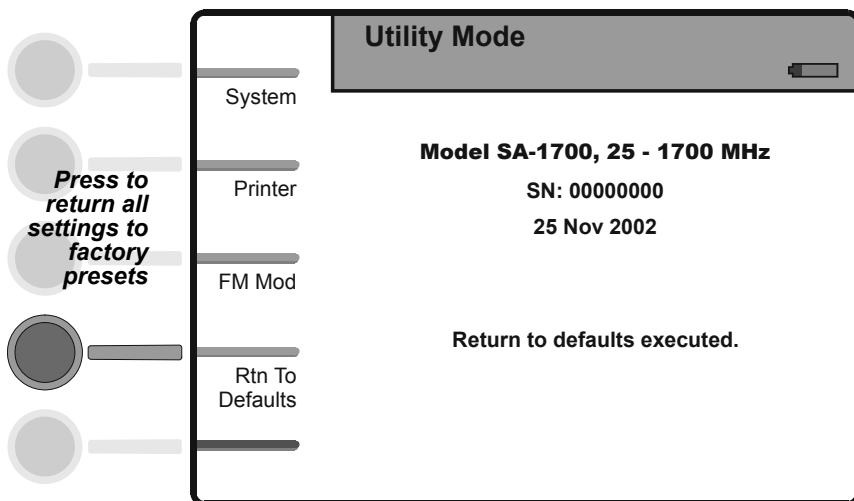 Utility Mode
System
Press to
return all
settings to
factory
presets
Printer
FM Mod
Rtn To
Defaults
Model SA-1700, 25 - 1700 MHz
SN: 00000000
25 Nov 2002
Return to defaults executed.